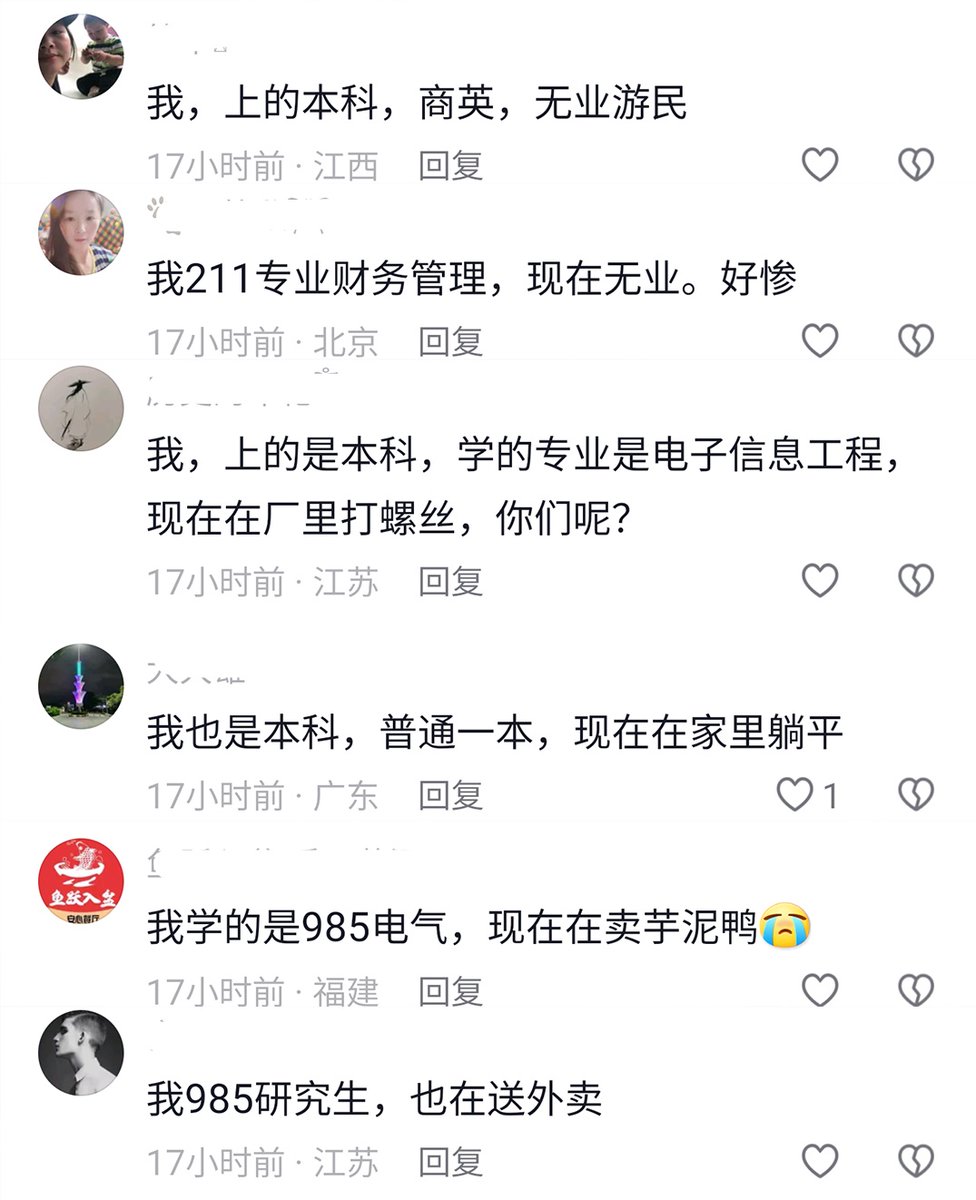 我，上的本科，商英，无业游民
17小时前 · 江西 回复
我211专业财务管理，现在无业。好惨
17小时前 · 北京 回复
我，上的是本科，学的专业是电子信息工程，
现在在厂里打螺丝，你们呢？
17小时前 · 江苏 回复
我也是本科，普通一本，现在在家里躺平
17小时前 · 广东 回复 1
鱼跃入盆
安心餐厅
我学的是985电气，现在在卖芋泥鸭😭
17小时前 · 福建 回复
我985研究生，也在送外卖
17小时前 · 江苏 回复